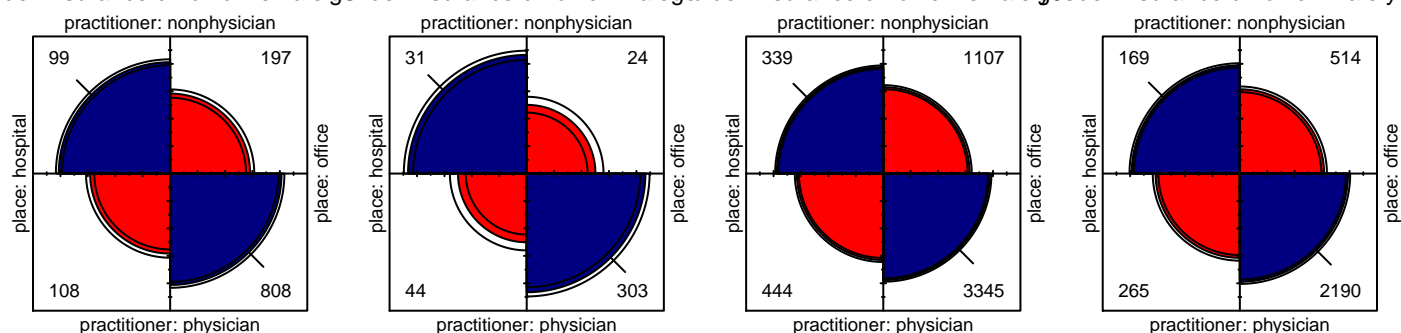 practitioner: nonphysician
99
197
place: hospital
place: office
108
808
practitioner: physician
practitioner: nonphysician
31
24
place: hospital
place: office
44
303
practitioner: physician
practitioner: nonphysician
339
1107
place: hospital
place: office
444
3345
practitioner: physician
practitioner: nonphysician
169
514
place: hospital
place: office
265
2190
practitioner: physician